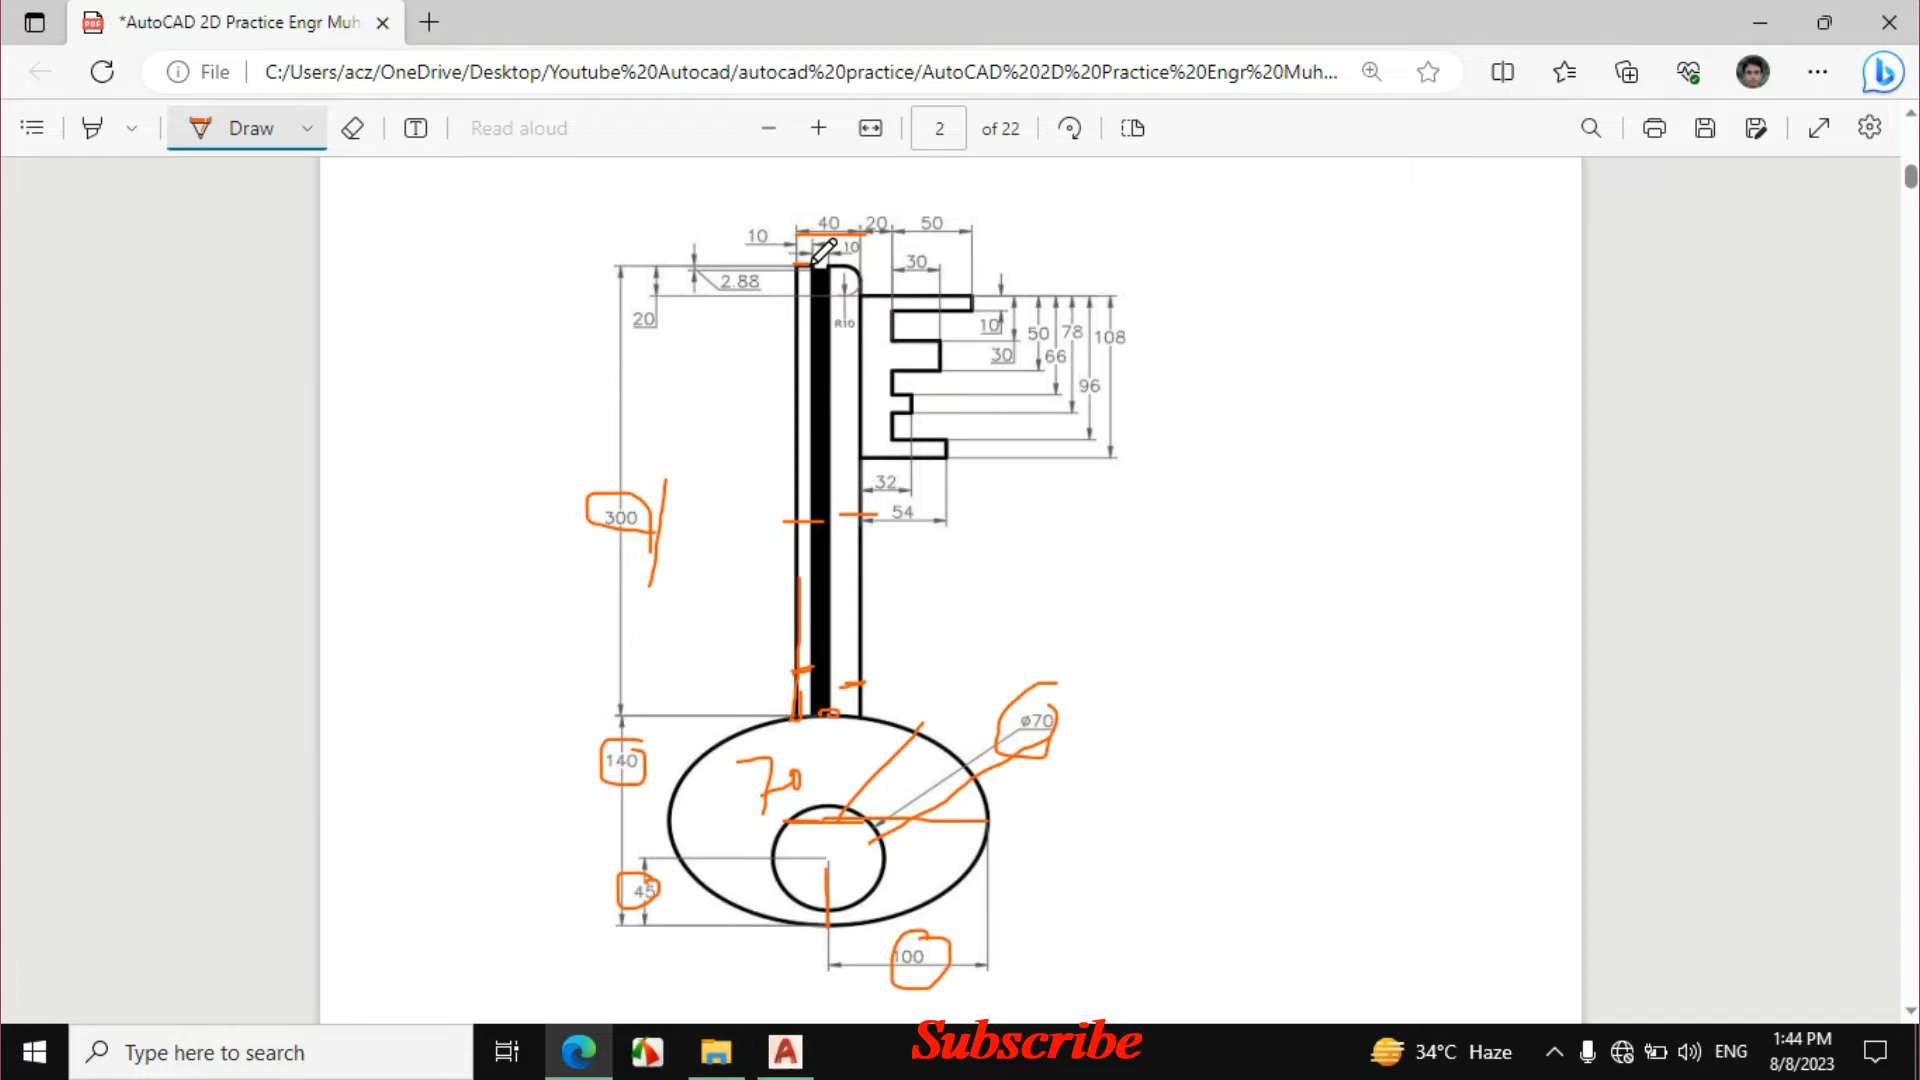 *AutoCAD 2D Practice Engr Muh
File
C:/Users/acz/OneDrive/Desktop/Youtube%20Autocad/autocad%20practice/AutoCAD%202D%20Practice%20Engr%20Muh...
Draw
Read aloud
2
of 22
40 20 50
10 10
30
2.88
20
R10
10 50 78 108
30 66
96
32
300 54
ø70
140
70
45
100
Type here to search
Subscribe
34°C Haze
ENG
1:44 PM
8/8/2023